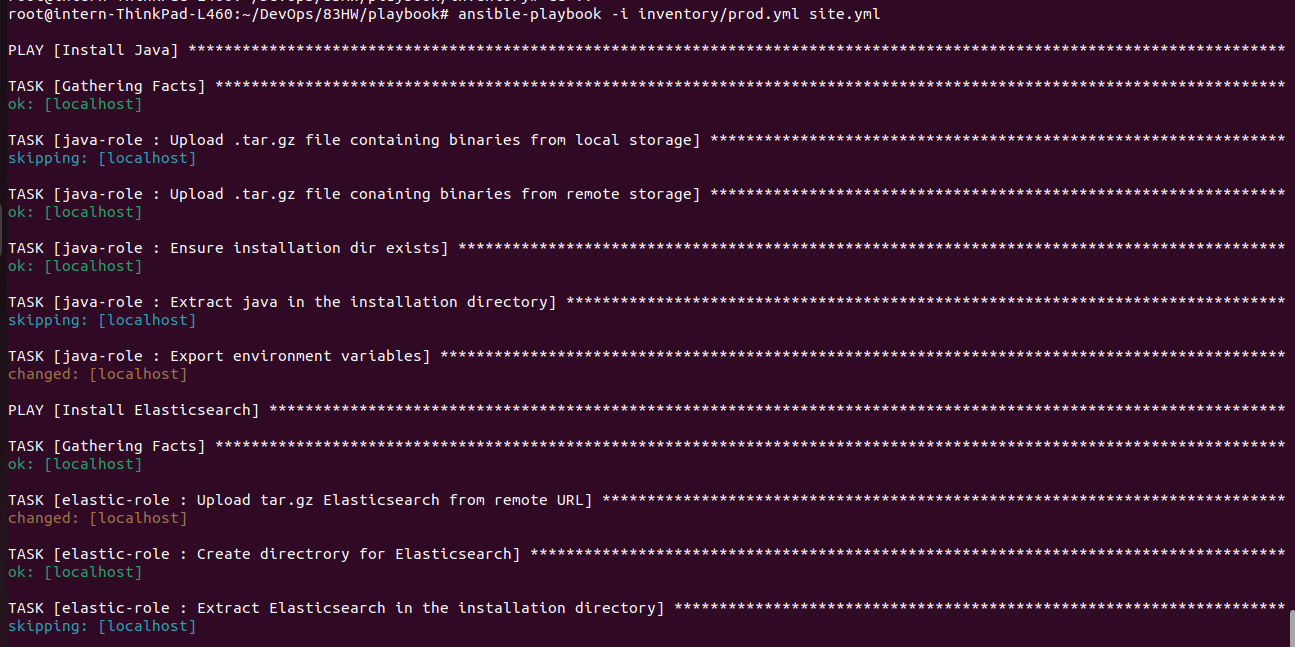 root@intern-ThinkPad-L460:~/DevOps/83HW/playbook# ansible-playbook -i inventory/prod.yml site.yml
PLAY [Install Java] **************************************************************************************************************************
TASK [Gathering Facts] ***********************************************************************************************************************
ok: [localhost]
TASK [java-role : Upload .tar.gz file containing binaries from local storage] ****************************************************************
skipping: [localhost]
TASK [java-role : Upload .tar.gz file conaining binaries from remote storage] ****************************************************************
ok: [localhost]
TASK [java-role : Ensure installation dir exists] ********************************************************************************************
ok: [localhost]
TASK [java-role : Extract java in the installation directory] ********************************************************************************
skipping: [localhost]
TASK [java-role : Export environment variables] **********************************************************************************************
changed: [localhost]
PLAY [Install Elasticsearch] *****************************************************************************************************************
TASK [Gathering Facts] ***********************************************************************************************************************
ok: [localhost]
TASK [elastic-role : Upload tar.gz Elasticsearch from remote URL] ****************************************************************************
changed: [localhost]
TASK [elastic-role : Create directrory for Elasticsearch] ************************************************************************************
ok: [localhost]
TASK [elastic-role : Extract Elasticsearch in the installation directory] ********************************************************************
skipping: [localhost]